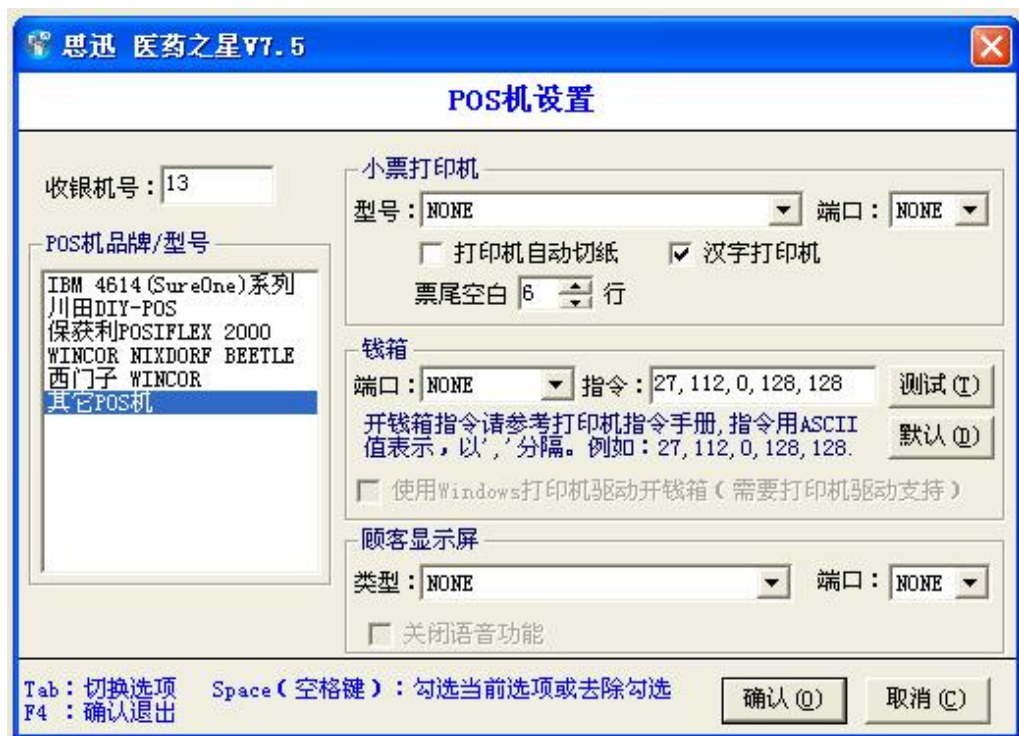 思迅 医药之星V7.5
POS机设置
收银机号：13
POS机品牌/型号
IBM 4614(SureOne)系列
川田DIY-POS
保获利POSIFLEX 2000
WINCOR NIXDORF BEETLE
西门子 WINCOR
其它POS机
小票打印机
型号：NONE 端口：NONE
打印机自动切纸 汉字打印机
票尾空白 6 行
钱箱
端口：NONE 指令：27,112,0,128,128 测试(T)
开钱箱指令请参考打印机指令手册,指令用ASCII
值表示，以','分隔。例如：27,112,0,128,128.
默认(D)
使用Windows打印机驱动开钱箱（需要打印机驱动支持）
顾客显示屏
类型：NONE 端口：NONE
关闭语音功能
Tab：切换选项 Space（空格键）：勾选当前选项或去除勾选
F4 ：确认退出
确认(O) 取消(C)